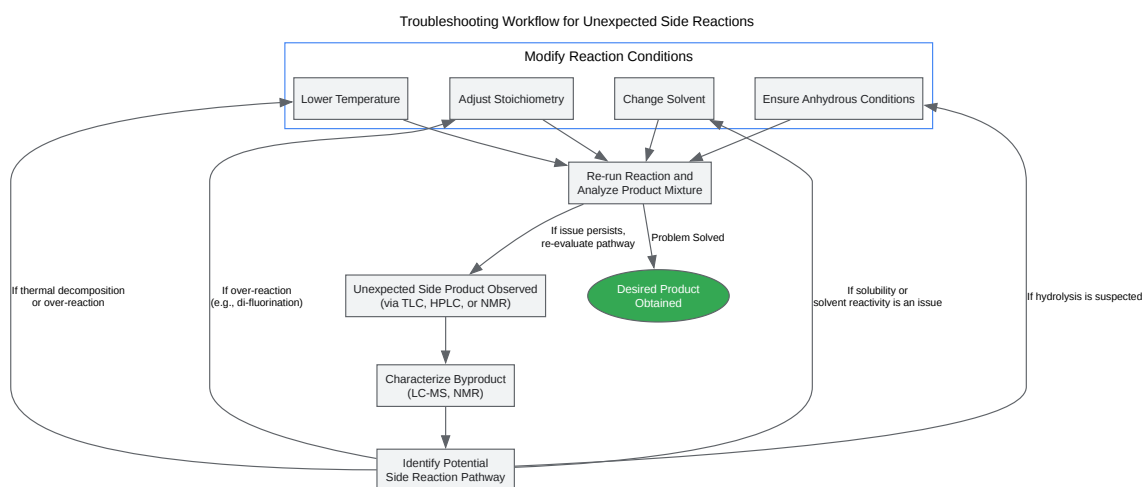 Troubleshooting Workflow for Unexpected Side Reactions
Modify Reaction Conditions
Lower Temperature
Adjust Stoichiometry
Change Solvent
Ensure Anhydrous Conditions
Re-run Reaction and
Analyze Product Mixture
If issue persists,
re-evaluate pathway
Problem Solved
Unexpected Side Product Observed
(via TLC, HPLC, or NMR)
Desired Product
Obtained
If thermal decomposition
or over-reaction
If over-reaction
(e.g., di-fluorination)
If solubility or
solvent reactivity is an issue
If hydrolysis is suspected
Characterize Byproduct
(LC-MS, NMR)
Identify Potential
Side Reaction Pathway